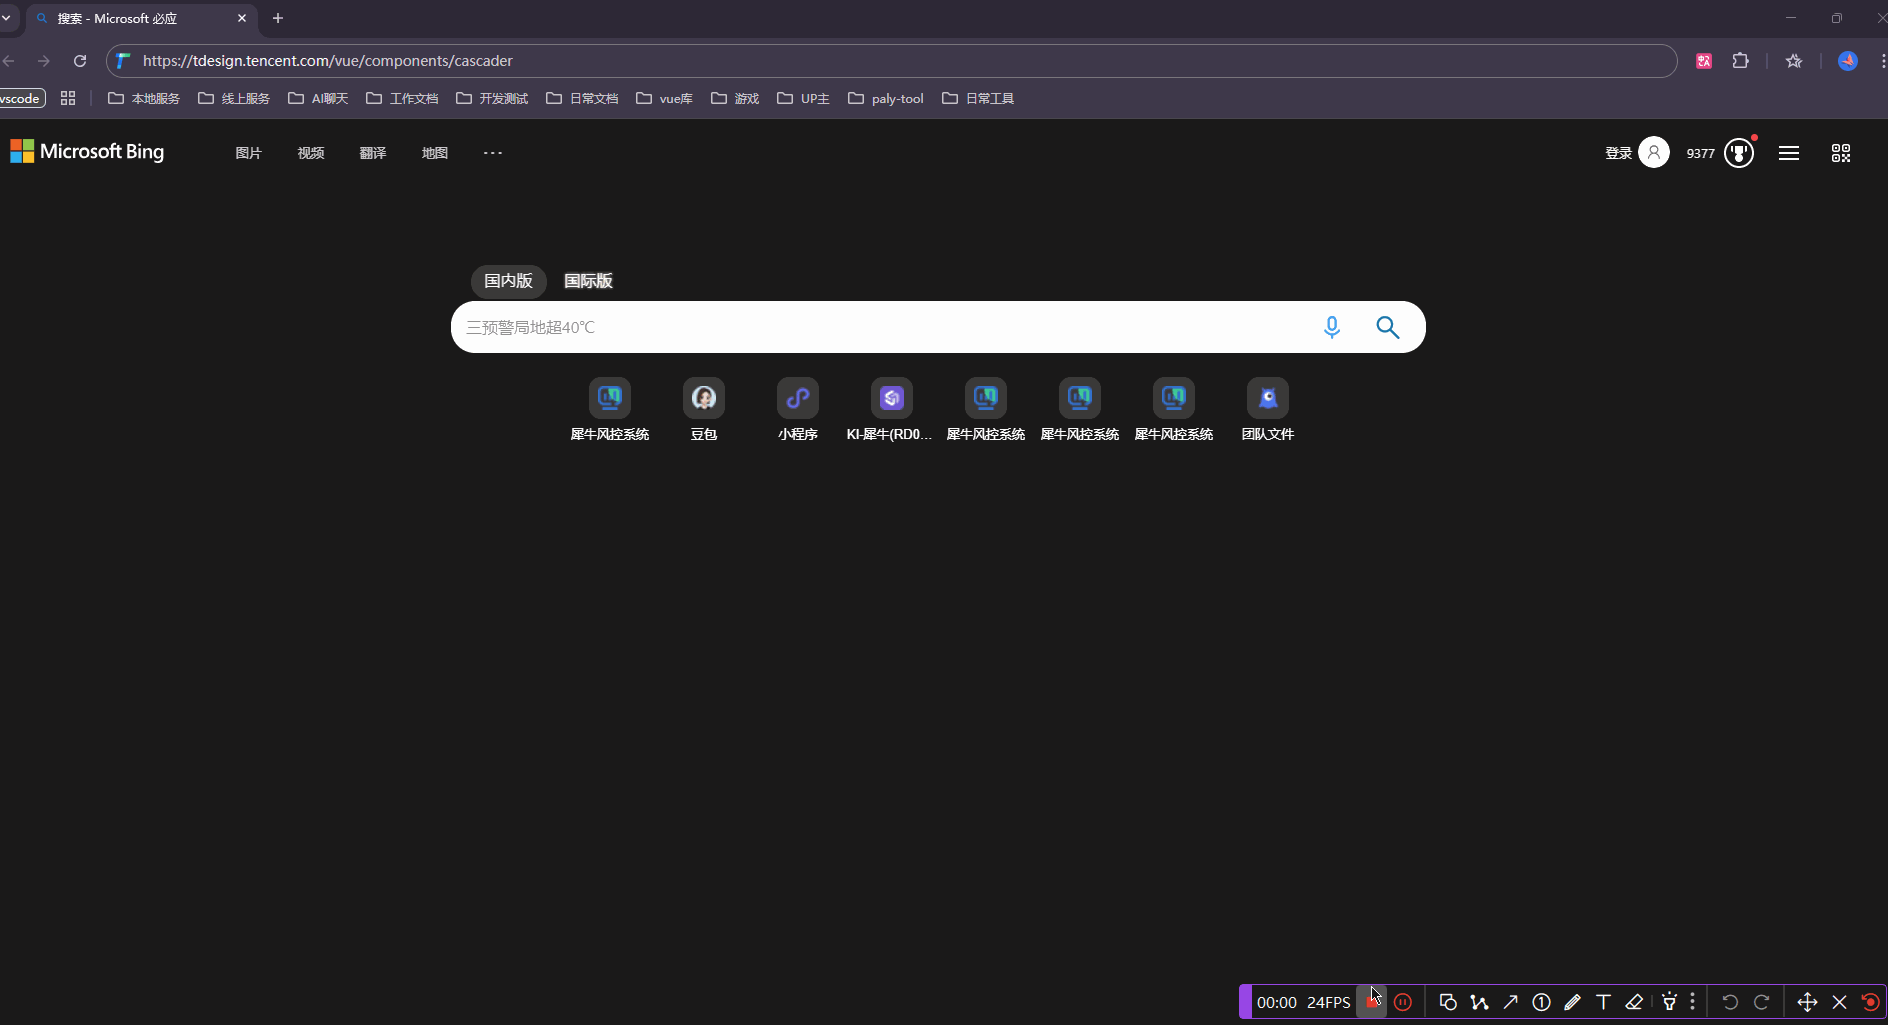 搜索 - Microsoft 必应
https://tdesign.tencent.com/vue/components/cascader
vscode 本地服务 线上服务 AI聊天 工作文档 开发测试 日常文档 vue库 游戏 UP主 paly-tool 日常工具
Microsoft Bing 图片 视频 翻译 地图 ··· 登录 9377
国内版 国际版
三预警局地超40℃
犀牛风控系统 豆包 小程序 KI-犀牛(RD0... 犀牛风控系统 犀牛风控系统 犀牛风控系统 团队文件
00:00 24FPS